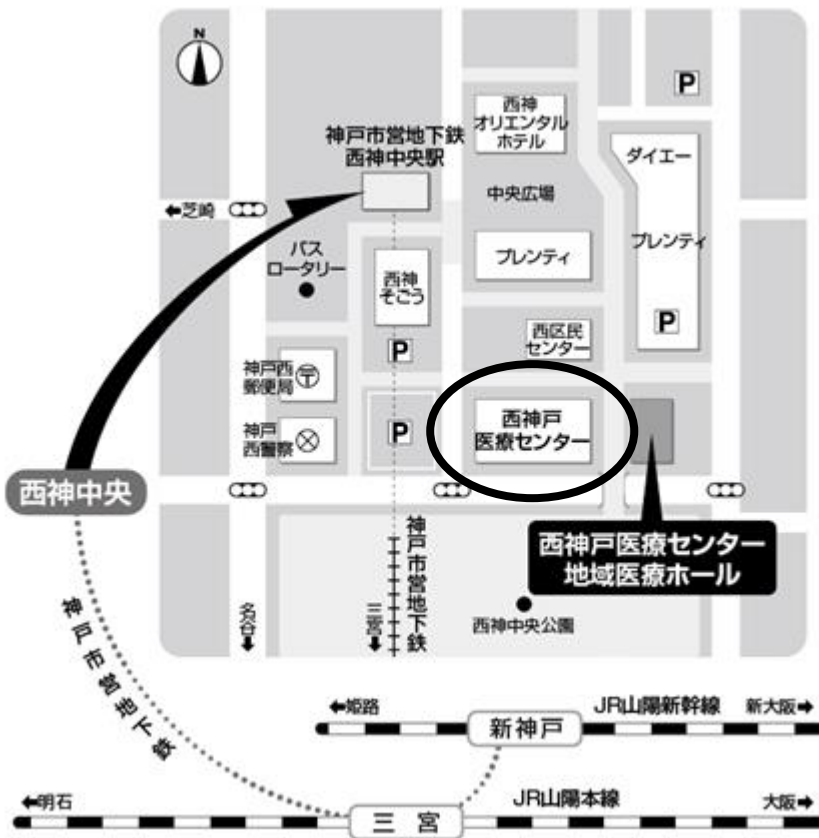 N
神戸市営地下鉄
西神中央駅
西神
オリエンタル
ホテル
P
ダイエー
←芝崎
中央広場
バス
ロータリー
西神
そごう
プレンティ
プレンティ
P
西区民
センター
P
神戸西
郵便局
神戸
西警察
P
西神戸
医療センター
西神中央
西神戸医療センター
地域医療ホール
神戸市営地下鉄
名谷
三宮
西神中央公園
神戸市営地下鉄
←姫路
JR山陽新幹線
新大阪→
新神戸
←明石
JR山陽本線
大阪→
三宮